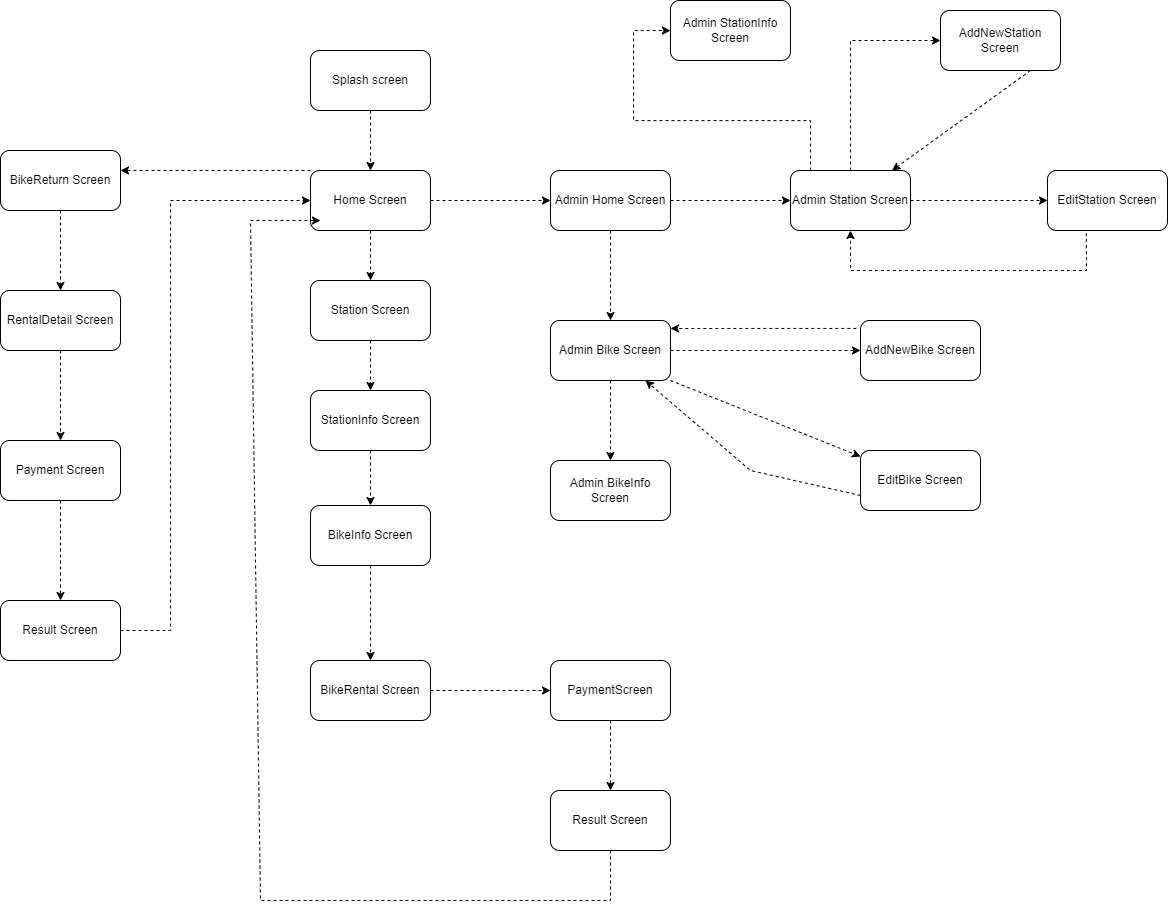 Admin StationInfo
Screen
AddNewStation
Screen
Splash screen
BikeReturn Screen
Home Screen
Admin Home Screen
Admin Station Screen
EditStation Screen
RentalDetail Screen
Station Screen
Admin Bike Screen
AddNewBike Screen
StationInfo Screen
Payment Screen
Admin BikeInfo
Screen
EditBike Screen
BikeInfo Screen
Result Screen
BikeRental Screen
PaymentScreen
Result Screen